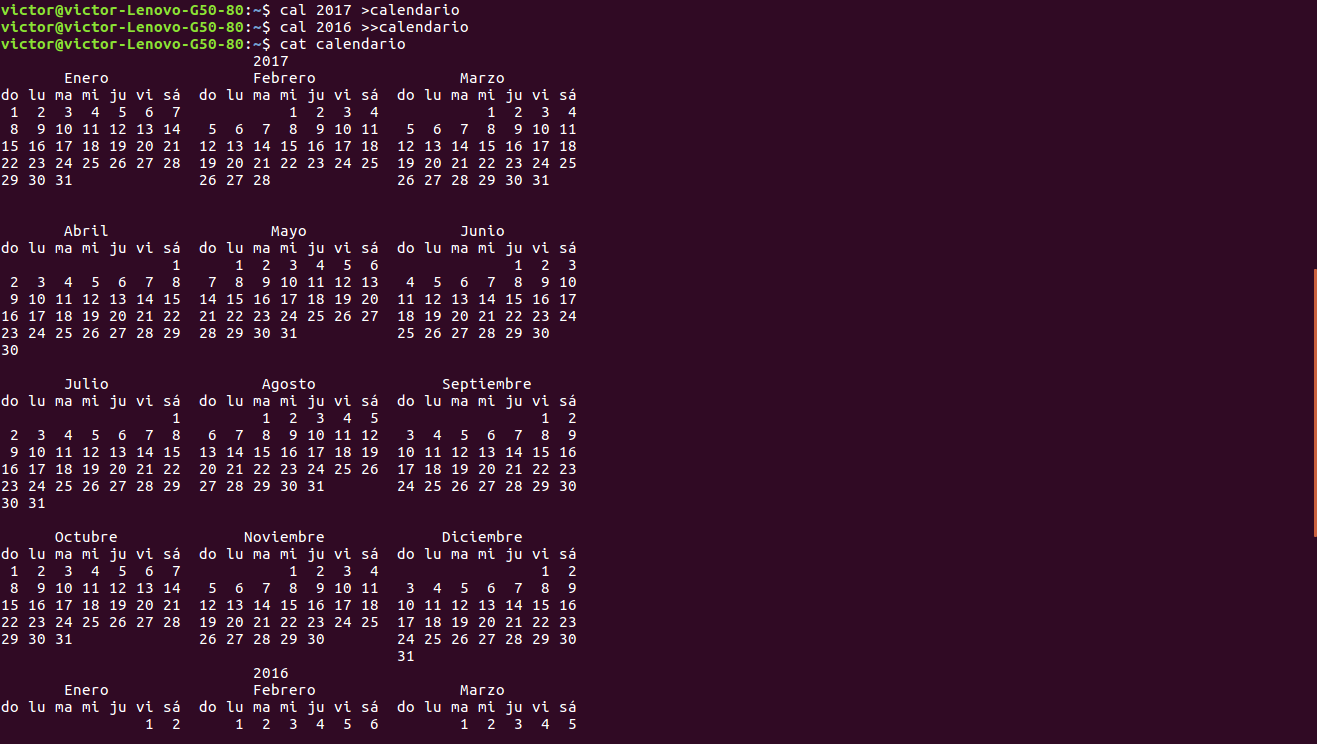 victor@victor-Lenovo-G50-80:~$ cal 2017 >calendario
victor@victor-Lenovo-G50-80:~$ cal 2016 >>calendario
victor@victor-Lenovo-G50-80:~$ cat calendario
                            2017
       Enero                Febrero                Marzo
do lu ma mi ju vi sá  do lu ma mi ju vi sá  do lu ma mi ju vi sá
 1  2  3  4  5  6  7            1  2  3  4            1  2  3  4
 8  9 10 11 12 13 14   5  6  7  8  9 10 11   5  6  7  8  9 10 11
15 16 17 18 19 20 21  12 13 14 15 16 17 18  12 13 14 15 16 17 18
22 23 24 25 26 27 28  19 20 21 22 23 24 25  19 20 21 22 23 24 25
29 30 31              26 27 28              26 27 28 29 30 31

       Abril                  Mayo                 Junio
do lu ma mi ju vi sá  do lu ma mi ju vi sá  do lu ma mi ju vi sá
                   1      1  2  3  4  5  6               1  2  3
 2  3  4  5  6  7  8   7  8  9 10 11 12 13   4  5  6  7  8  9 10
 9 10 11 12 13 14 15  14 15 16 17 18 19 20  11 12 13 14 15 16 17
16 17 18 19 20 21 22  21 22 23 24 25 26 27  18 19 20 21 22 23 24
23 24 25 26 27 28 29  28 29 30 31           25 26 27 28 29 30
30

       Julio                 Agosto              Septiembre
do lu ma mi ju vi sá  do lu ma mi ju vi sá  do lu ma mi ju vi sá
                   1         1  2  3  4  5                  1  2
 2  3  4  5  6  7  8   6  7  8  9 10 11 12   3  4  5  6  7  8  9
 9 10 11 12 13 14 15  13 14 15 16 17 18 19  10 11 12 13 14 15 16
16 17 18 19 20 21 22  20 21 22 23 24 25 26  17 18 19 20 21 22 23
23 24 25 26 27 28 29  27 28 29 30 31        24 25 26 27 28 29 30
30 31

      Octubre              Noviembre             Diciembre
do lu ma mi ju vi sá  do lu ma mi ju vi sá  do lu ma mi ju vi sá
 1  2  3  4  5  6  7            1  2  3  4                  1  2
 8  9 10 11 12 13 14   5  6  7  8  9 10 11   3  4  5  6  7  8  9
15 16 17 18 19 20 21  12 13 14 15 16 17 18  10 11 12 13 14 15 16
22 23 24 25 26 27 28  19 20 21 22 23 24 25  17 18 19 20 21 22 23
29 30 31              26 27 28 29 30        24 25 26 27 28 29 30
                                            31
                            2016
       Enero                Febrero                Marzo
do lu ma mi ju vi sá  do lu ma mi ju vi sá  do lu ma mi ju vi sá
                1  2      1  2  3  4  5  6         1  2  3  4  5